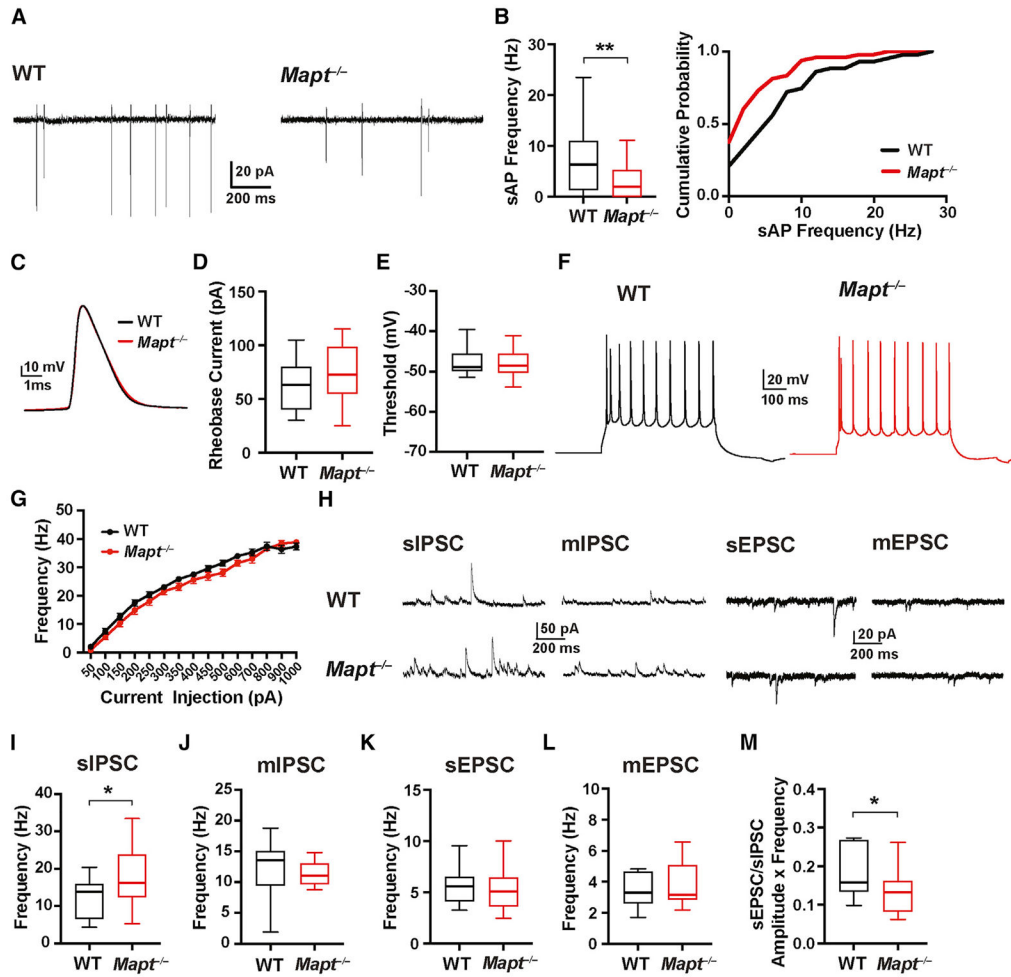 A
WT
Mapt–/–
20 pA
200 ms
B
sAP Frequency (Hz)
30
20
10
0
**
WT
Mapt–/–
Cumulative Probability
1.0
0.5
0.0
0
10
20
30
sAP Frequency (Hz)
WT
Mapt–/–
C
10 mV
1ms
WT
Mapt–/–
D
Rheobase Current (pA)
150
100
50
0
WT
Mapt–/–
E
Threshold (mV)
-30
-40
-50
-60
-70
WT
Mapt–/–
F
WT
Mapt–/–
20 mV
100 ms
G
Frequency (Hz)
50
40
30
20
10
0
WT
Mapt–/–
50
100
150
200
250
300
350
400
450
500
600
700
800
900
1000
Current Injection (pA)
H
sIPSC
mIPSC
sEPSC
mEPSC
WT
Mapt–/–
50 pA
200 ms
20 pA
200 ms
I
sIPSC
Frequency (Hz)
40
30
20
10
0
*
WT
Mapt–/–
J
mIPSC
Frequency (Hz)
25
20
15
10
5
0
WT
Mapt–/–
K
sEPSC
Frequency (Hz)
15
10
5
0
WT
Mapt–/–
L
mEPSC
Frequency (Hz)
8
6
4
2
0
WT
Mapt–/–
M
sEPSC/sIPSC
Amplitude x Frequency
0.4
0.3
0.2
0.1
0.0
*
WT
Mapt–/–